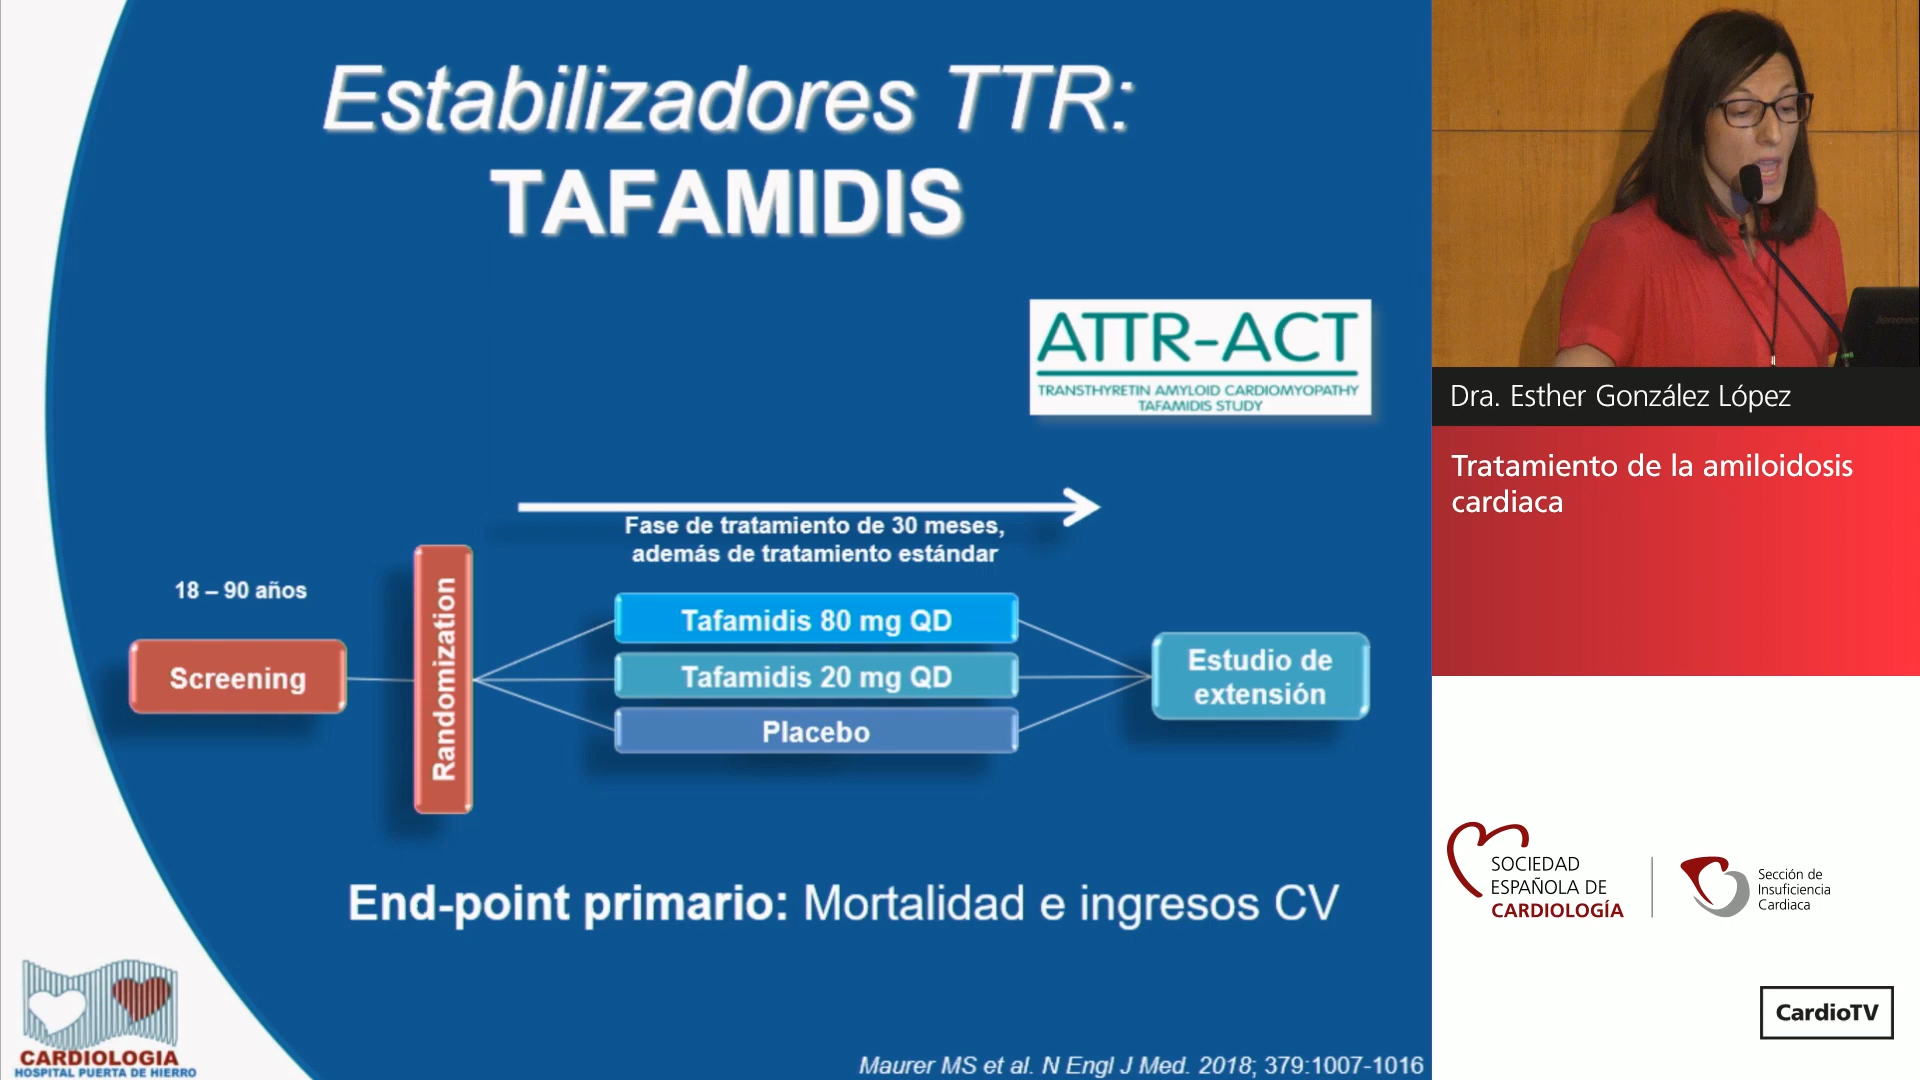 Estabilizadores TTR:
TAFAMIDIS
ATTR-ACT
TRANSTHYRETIN AMYLOID CARDIOMYOPATHY
TAFAMIDIS STUDY
Fase de tratamiento de 30 meses,
además de tratamiento estándar
18 – 90 años
Screening
Randomization
Tafamidis 80 mg QD
Tafamidis 20 mg QD
Placebo
Estudio de
extensión
End-point primario: Mortalidad e ingresos CV
CARDIOLOGIA
HOSPITAL PUERTA DE HIERRO
Maurer MS et al. N Engl J Med. 2018; 379:1007-1016
lenovo
Dra. Esther González López
Tratamiento de la amiloidosis
cardiaca
SOCIEDAD
ESPAÑOLA DE
CARDIOLOGÍA
Sección de
Insuficiencia
Cardiaca
CardioTV